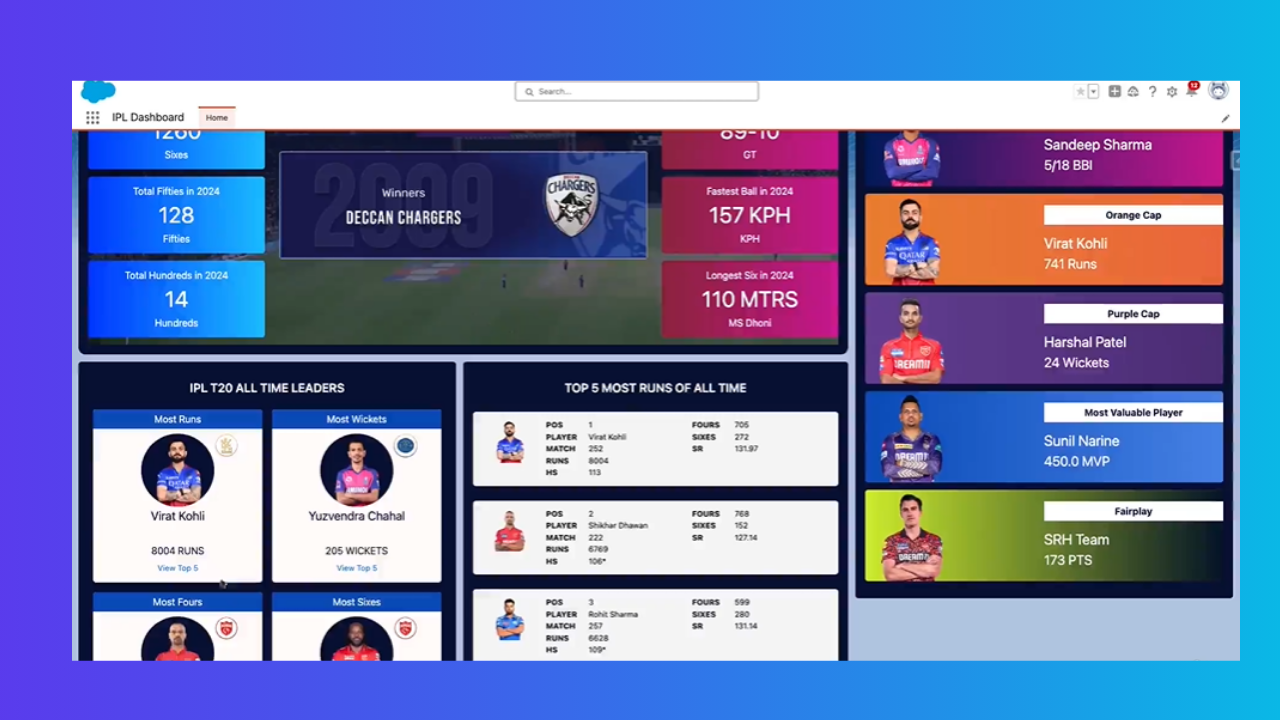 Search...
12
IPL Dashboard
Home
1260
Sixes
Total Fifties in 2024
128
Fifties
Total Hundreds in 2024
14
Hundreds
2009
Winners
DECCAN CHARGERS
DECCAN
CHARGERS
89-10
GT
Fastest Ball in 2024
157 KPH
KPH
Longest Six in 2024
110 MTRS
MS Dhoni
Sandeep Sharma
5/18 BBI
Orange Cap
Virat Kohli
741 Runs
Purple Cap
Harshal Patel
24 Wickets
Most Valuable Player
Sunil Narine
450.0 MVP
Fairplay
SRH Team
173 PTS
IPL T20 ALL TIME LEADERS
Most Runs
Virat Kohli
8004 RUNS
View Top 5
Most Wickets
Yuzvendra Chahal
205 WICKETS
View Top 5
Most Fours
Most Sixes
TOP 5 MOST RUNS OF ALL TIME
POS 1 FOURS 705
PLAYER Virat Kohli SIXES 272
MATCH 252 SR 131.97
RUNS 8004
HS 113
POS 2 FOURS 768
PLAYER Shikhar Dhawan SIXES 152
MATCH 222 SR 127.14
RUNS 6769
HS 106*
POS 3 FOURS 599
PLAYER Rohit Sharma SIXES 280
MATCH 257 SR 131.14
RUNS 6628
HS 109*